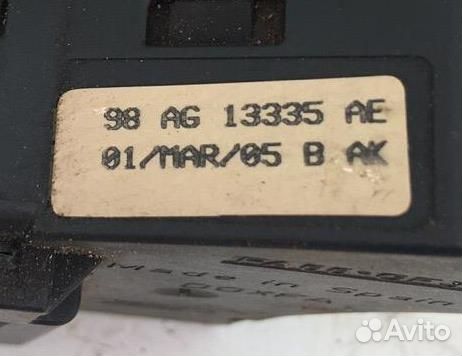 98 AG 13335 AE
01/MAR/05 B AK
Made in Spain
Avito